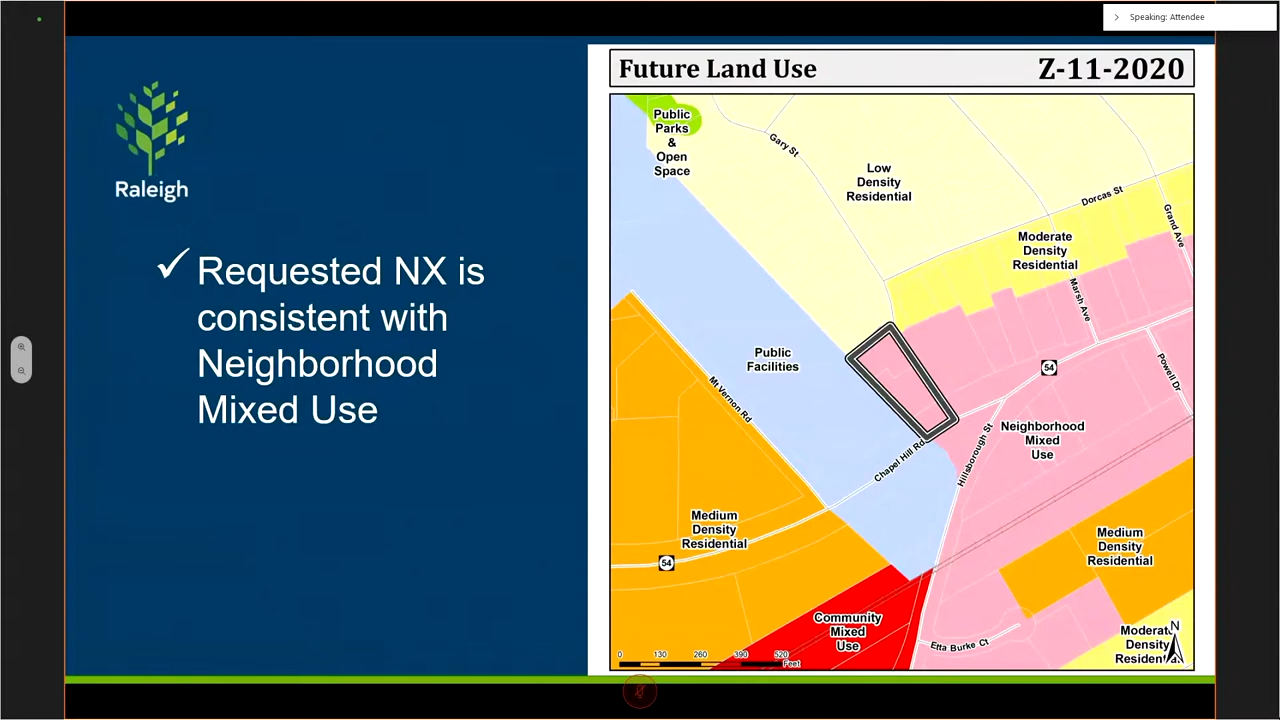 Speaking: Attendee
Raleigh
✓ Requested NX is
consistent with
Neighborhood
Mixed Use
Future Land Use
Z-11-2020
Public
Parks
&
Open
Space
Gary St
Low
Density
Residential
Dorcas St
Grand Ave
Moderate
Density
Residential
Marsh Ave
Public
Facilities
54
Powell Dr
Mt Vernon Rd
Neighborhood
Mixed
Use
Hillsborough St
Chapel Hill Rd
Medium
Density
Residential
54
Medium
Density
Residential
Community
Mixed
Use
Etta Burke Ct
Moderate
Density
Residential
N
0 130 260 390 520
Feet